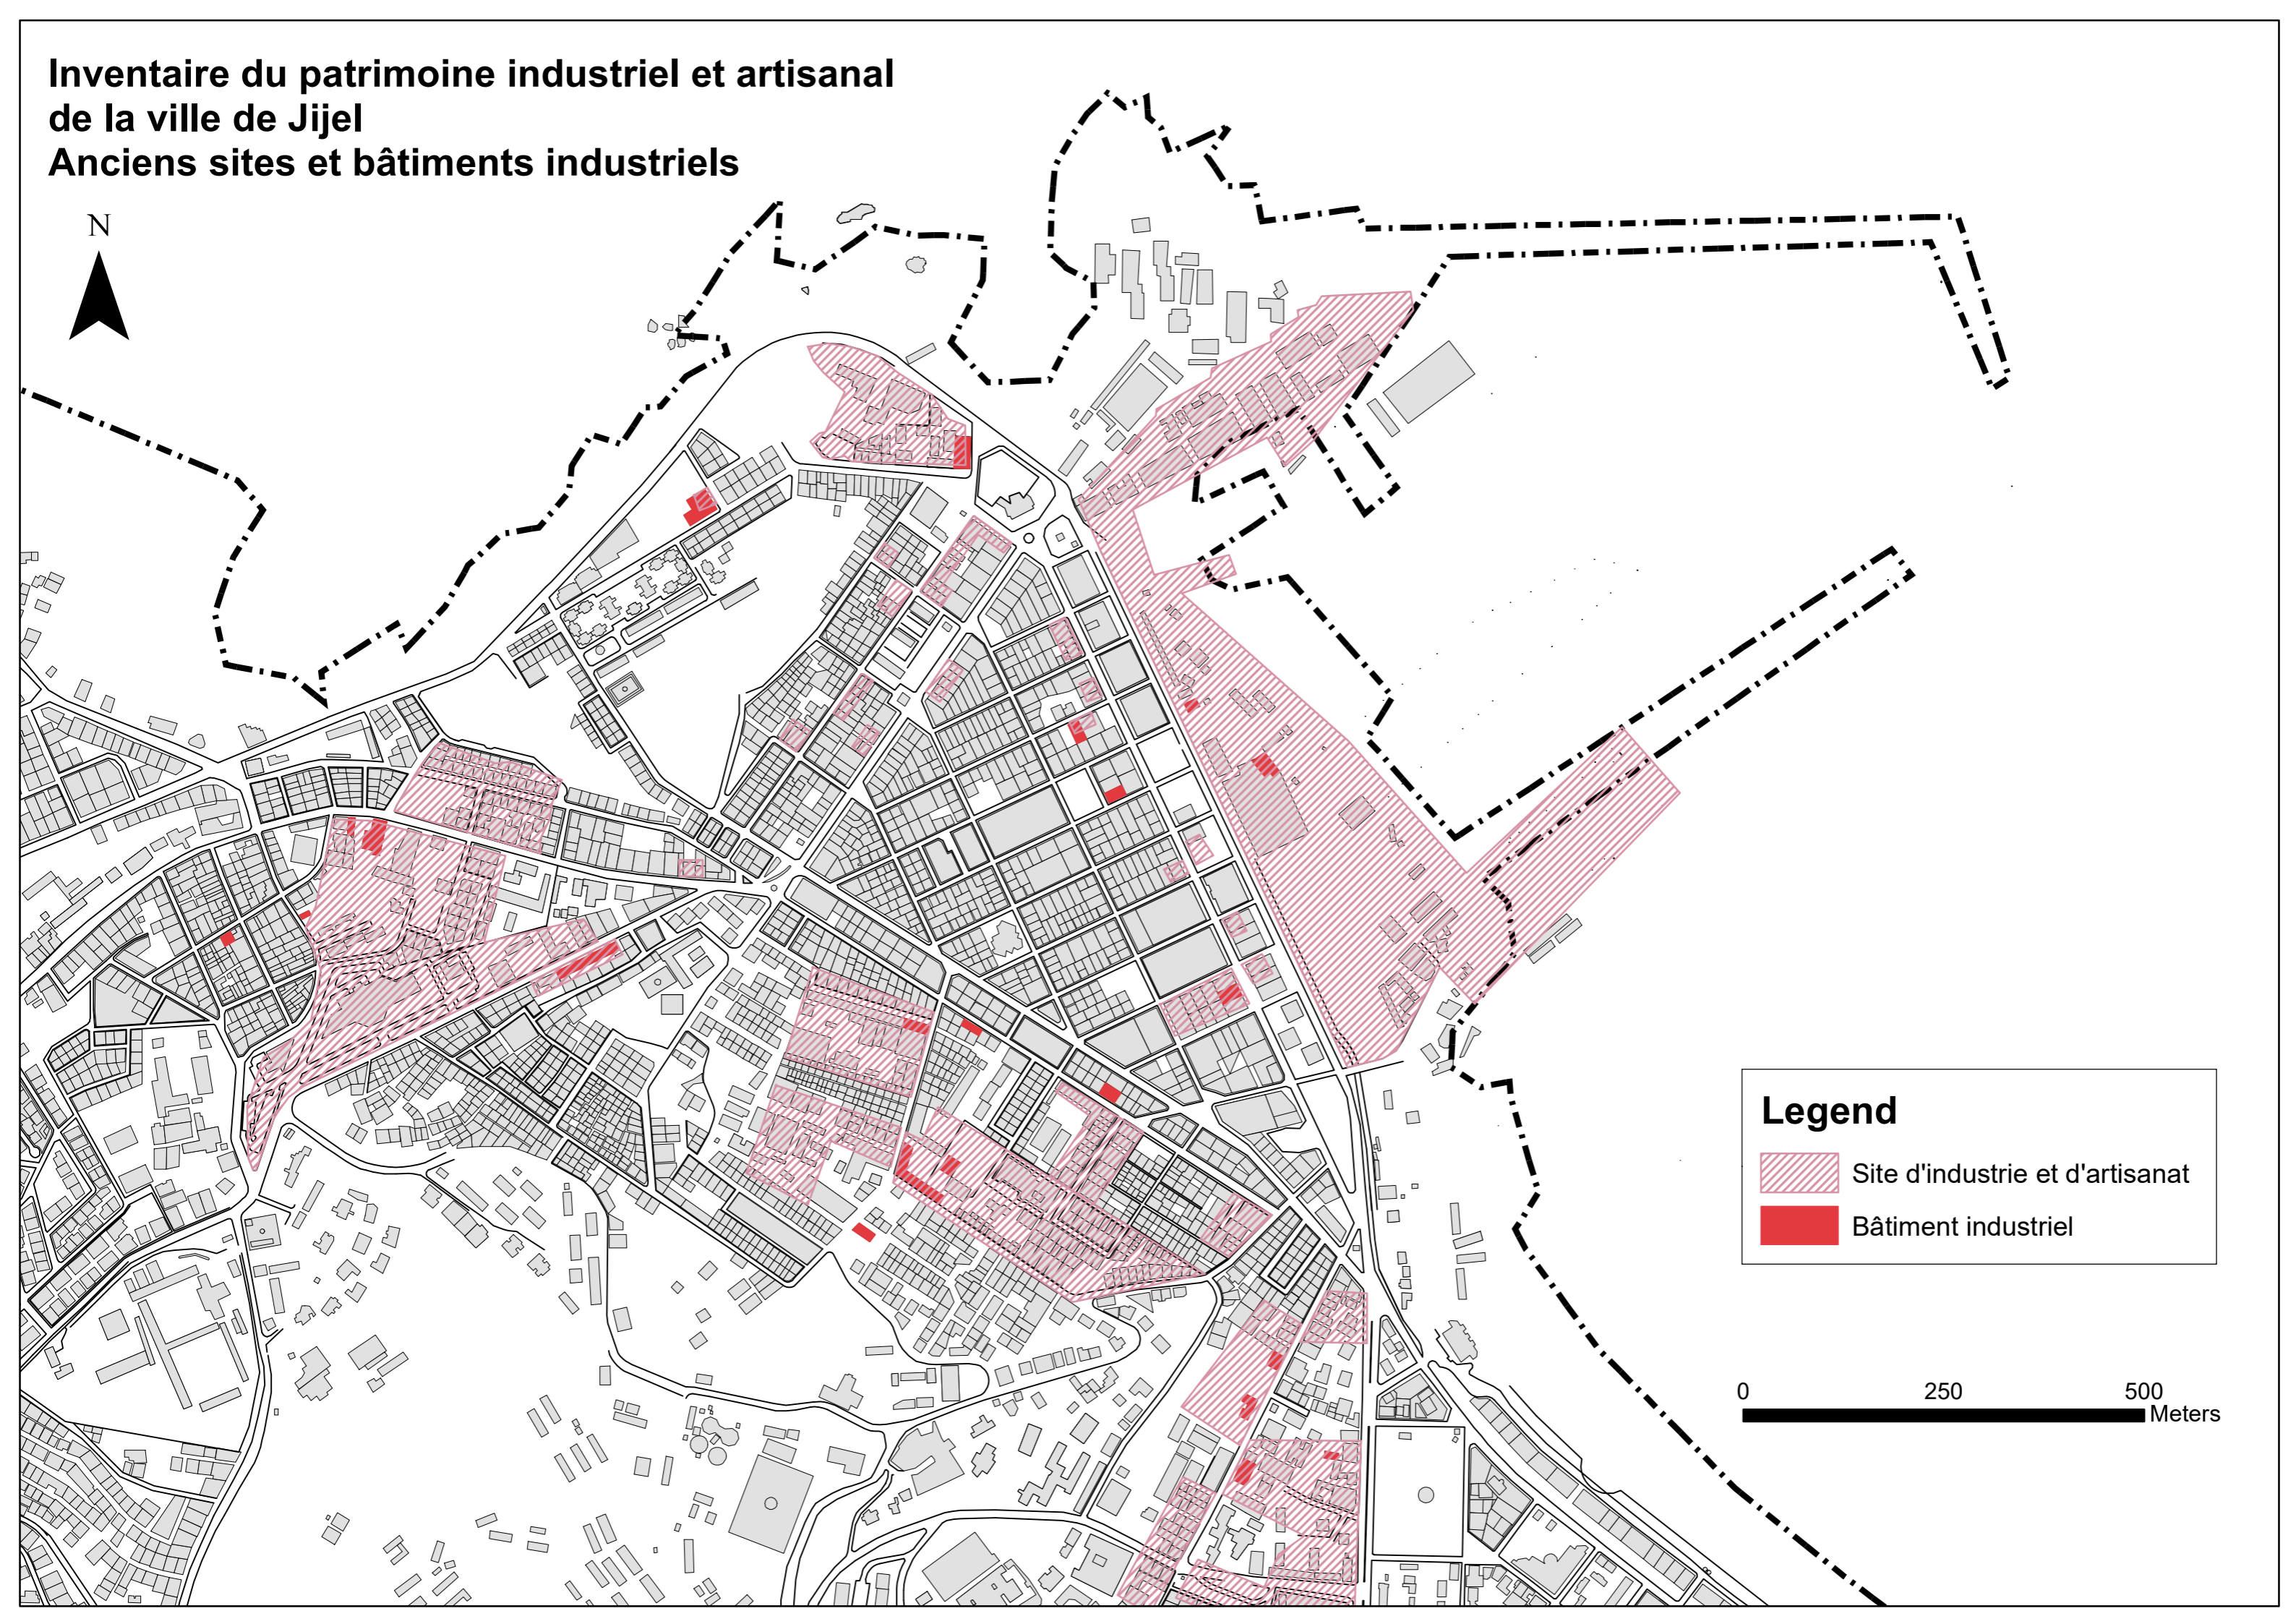 Inventaire du patrimoine industriel et artisanal
de la ville de Jijel
Anciens sites et bâtiments industriels
N
Legend
Site d'industrie et d'artisanat
Bâtiment industriel
0 250 500
Meters